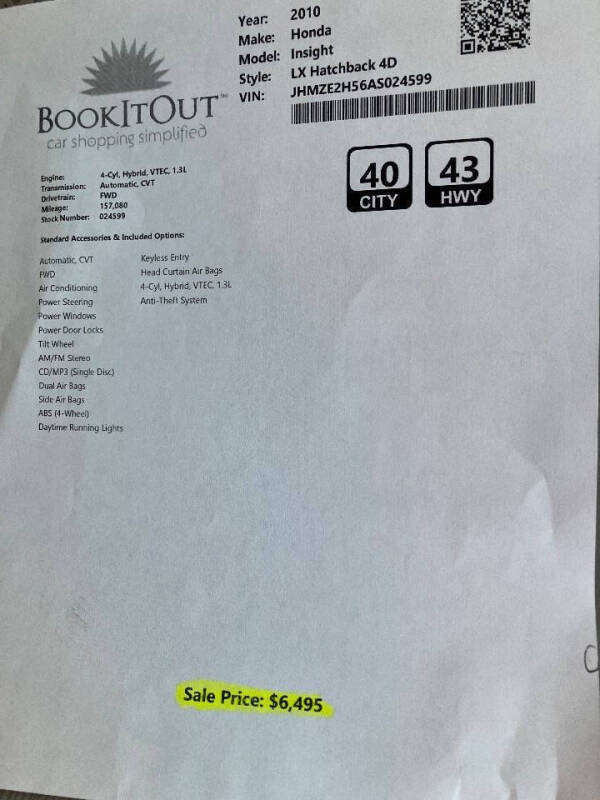 Year: 2010
Make: Honda
Model: Insight
Style: LX Hatchback 4D
VIN: JHMZE2H56AS024599
BOOKITOUT™
car shopping simplified
40 CITY
43 HWY
Engine: 4-Cyl, Hybrid, VTEC, 1.3L
Transmission: Automatic, CVT
Drivetrain: FWD
Mileage: 157,080
Stock Number: 024599
Standard Accessories & Included Options:
Automatic, CVT
FWD
Air Conditioning
Power Steering
Power Windows
Power Door Locks
Tilt Wheel
AM/FM Stereo
CD/MP3 (Single Disc)
Dual Air Bags
Side Air Bags
ABS (4-Wheel)
Daytime Running Lights
Keyless Entry
Head Curtain Air Bags
4-Cyl, Hybrid, VTEC, 1.3L
Anti-Theft System
Sale Price: $6,495